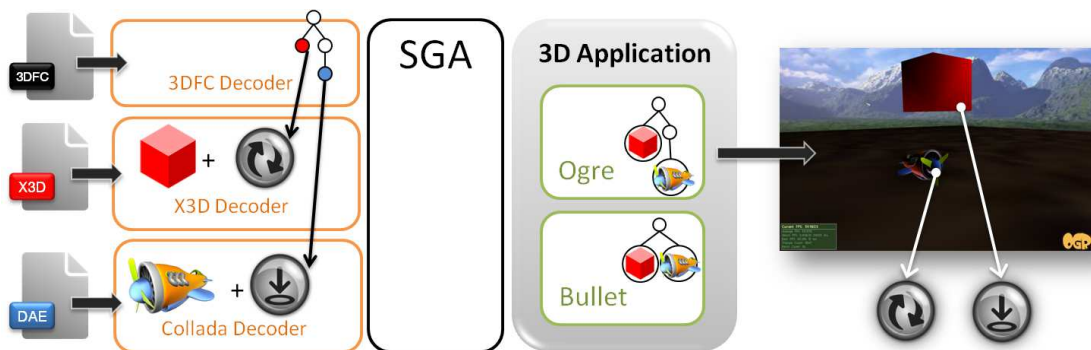 3DFC
3DFC Decoder
X3D
X3D Decoder
DAE
Collada Decoder
SGA
3D Application
Ogre
Bullet